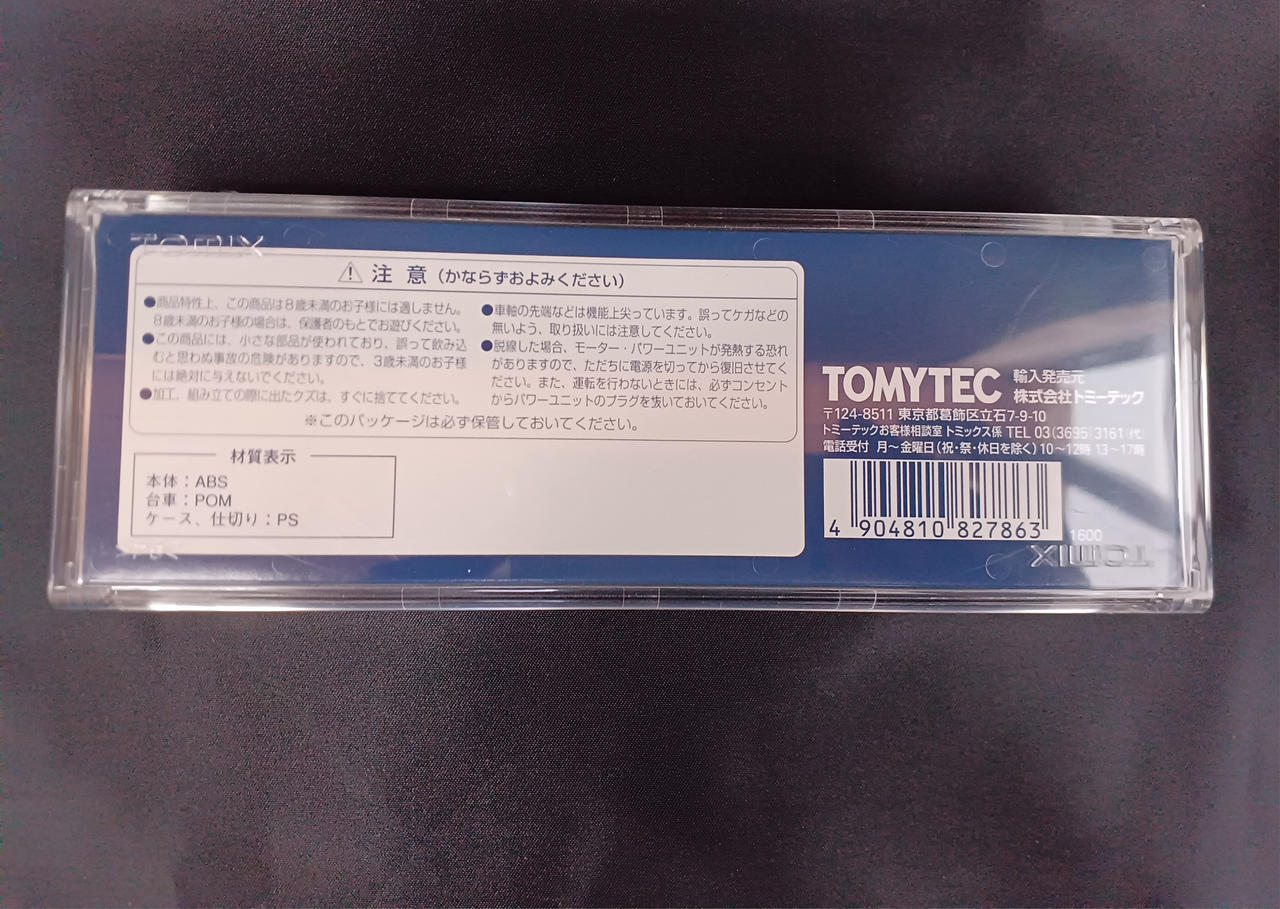 TOMIX
注 意 (かならずおよみください)
●商品特性上、この商品は8歳未満のお子様には適しません。
8歳未満のお子様の場合は、保護者のもとでお遊びください。
●この商品には、小さな部品が使われており、誤って飲み込
むと思わぬ事故の危険がありますので、3歳未満のお子様
には絶対に与えないでください。
●加工、組み立ての際に出たクズは、すぐに捨ててください。
●車軸の先端などは機能上尖っています。誤ってケガなどの
無いよう、取り扱いには注意してください。
●脱線した場合、モーター・パワーユニットが発熱する恐れ
がありますので、ただちに電源を切ってから復旧させてく
ださい。また、運転を行わないときには、必ずコンセント
からパワーユニットのプラグを抜いておいてください。
※このパッケージは必ず保管しておいてください。
材質表示
本体：ABS
台車：POM
ケース、仕切り：PS
TOMYTEC 輸入発売元
株式会社トミーテック
〒124-8511 東京都葛飾区立石7-9-10
トミーテックお客様相談室 トミックス係 TEL 03(3695)3161(代)
電話受付 月～金曜日(祝・祭・休日を除く)10～12時 13～17時
4 904810 827863
1600
TOMIX